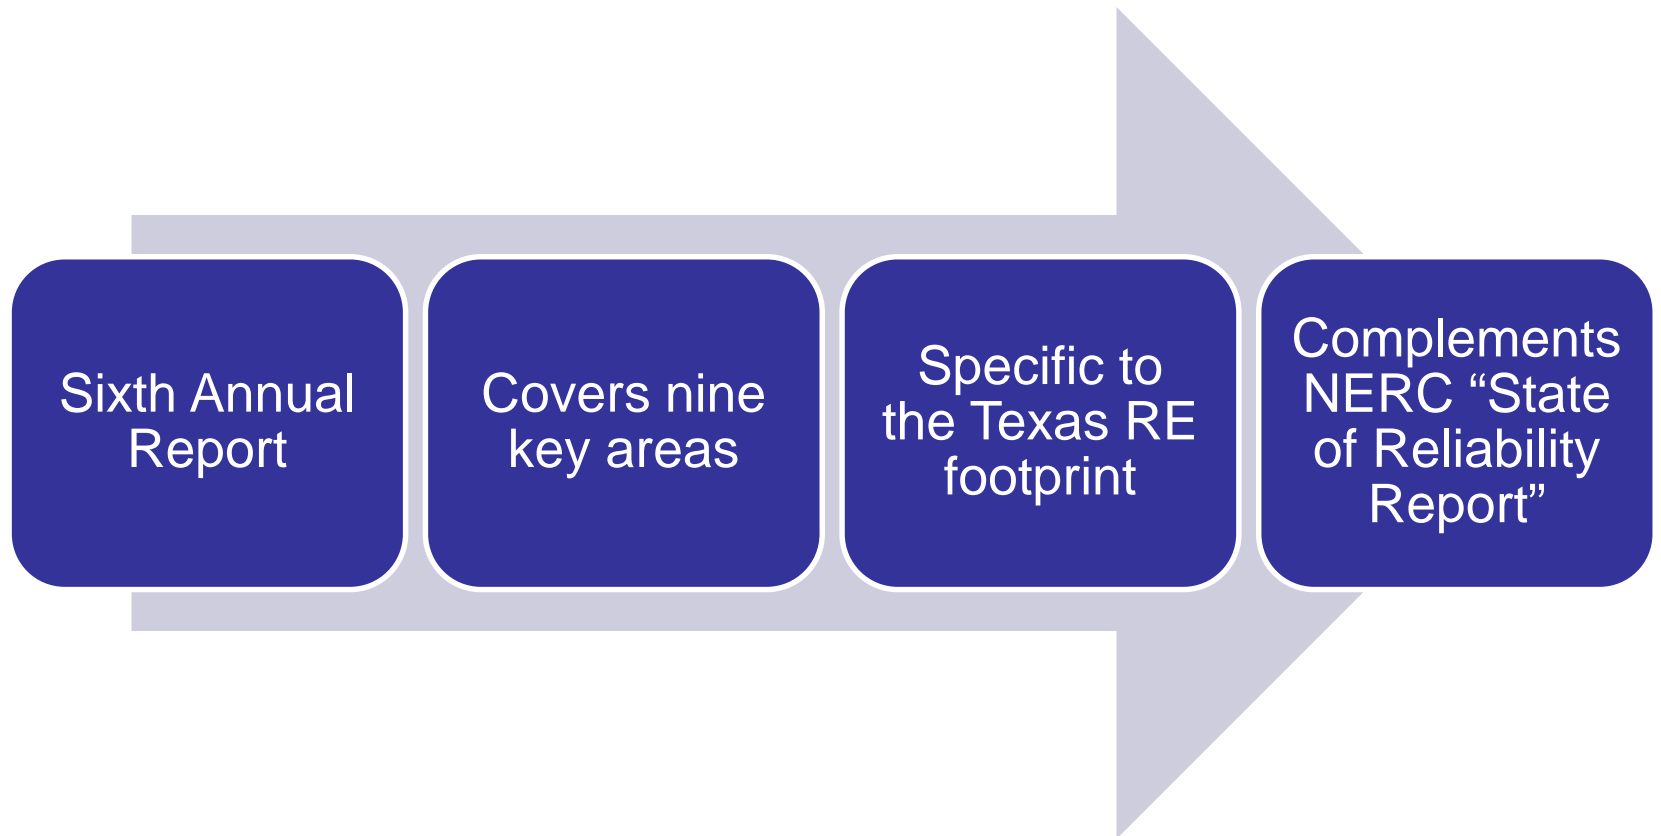 Sixth Annual
Report
Covers nine
key areas
Specific to
the Texas RE
footprint
Complements
NERC “State
of Reliability
Report”